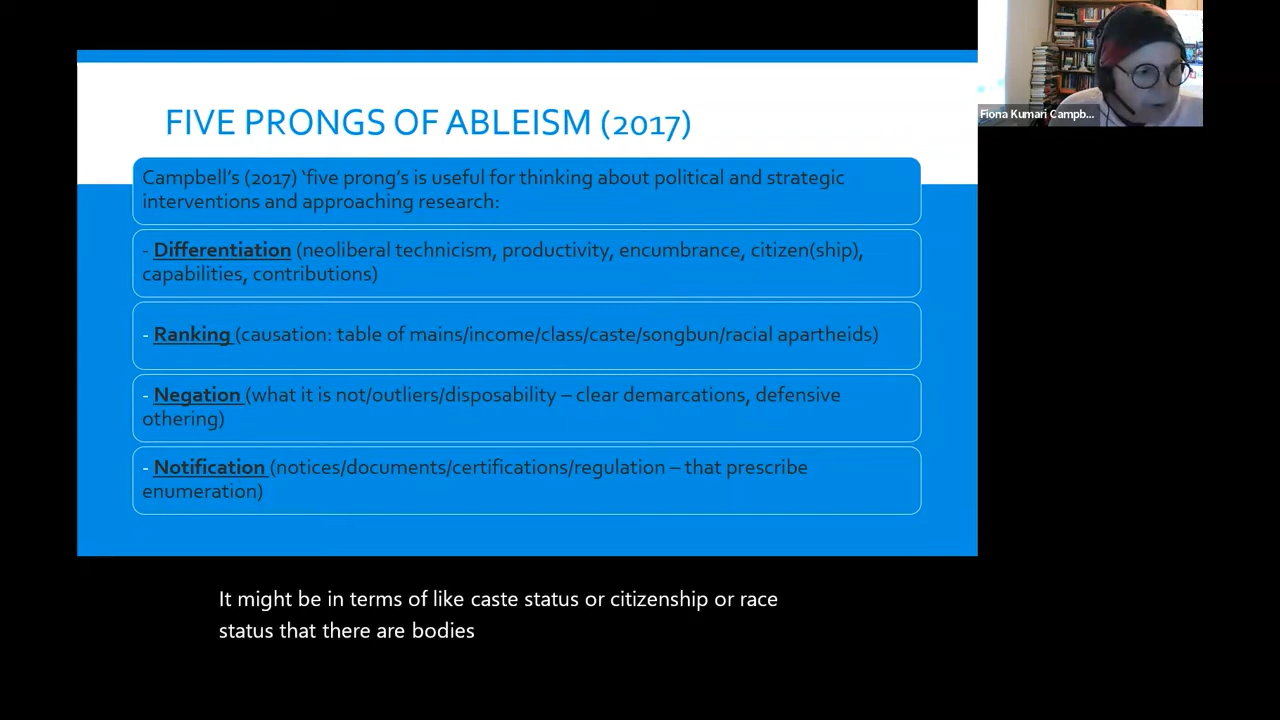 FIVE PRONGS OF ABLEISM (2017)
Fiona Kumari Campb...
Campbell's (2017) 'five prong's is useful for thinking about political and strategic
interventions and approaching research:
- Differentiation (neoliberal technicism, productivity, encumbrance, citizen(ship),
capabilities, contributions)
- Ranking (causation: table of mains/income/class/caste/songbun/racial apartheids)
- Negation (what it is not/outliers/disposability – clear demarcations, defensive
othering)
- Notification (notices/documents/certifications/regulation – that prescribe
enumeration)
It might be in terms of like caste status or citizenship or race
status that there are bodies